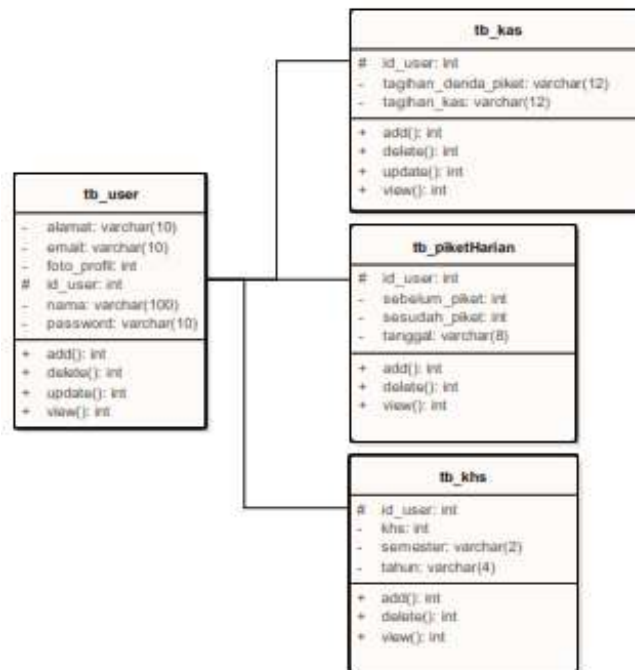 tb_kas
# id_user: int
- tagihan_denda_piket: varchar(12)
- tagihan_kas: varchar(12)
+ add(): int
+ delete(): int
+ update(): int
+ view(): int
tb_user
- alamat: varchar(10)
- email: varchar(10)
- foto_profil: int
# id_user: int
- nama: varchar(100)
- password: varchar(10)
+ add(): int
+ delete(): int
+ update(): int
+ view(): int
tb_piketHarian
# id_user: int
- sebelum_piket: int
- sesudah_piket: int
- tanggal: varchar(8)
+ add(): int
+ delete(): int
+ view(): int
tb_khs
# id_user: int
- khs: int
- semester: varchar(2)
- tahun: varchar(4)
+ add(): int
+ delete(): int
+ view(): int